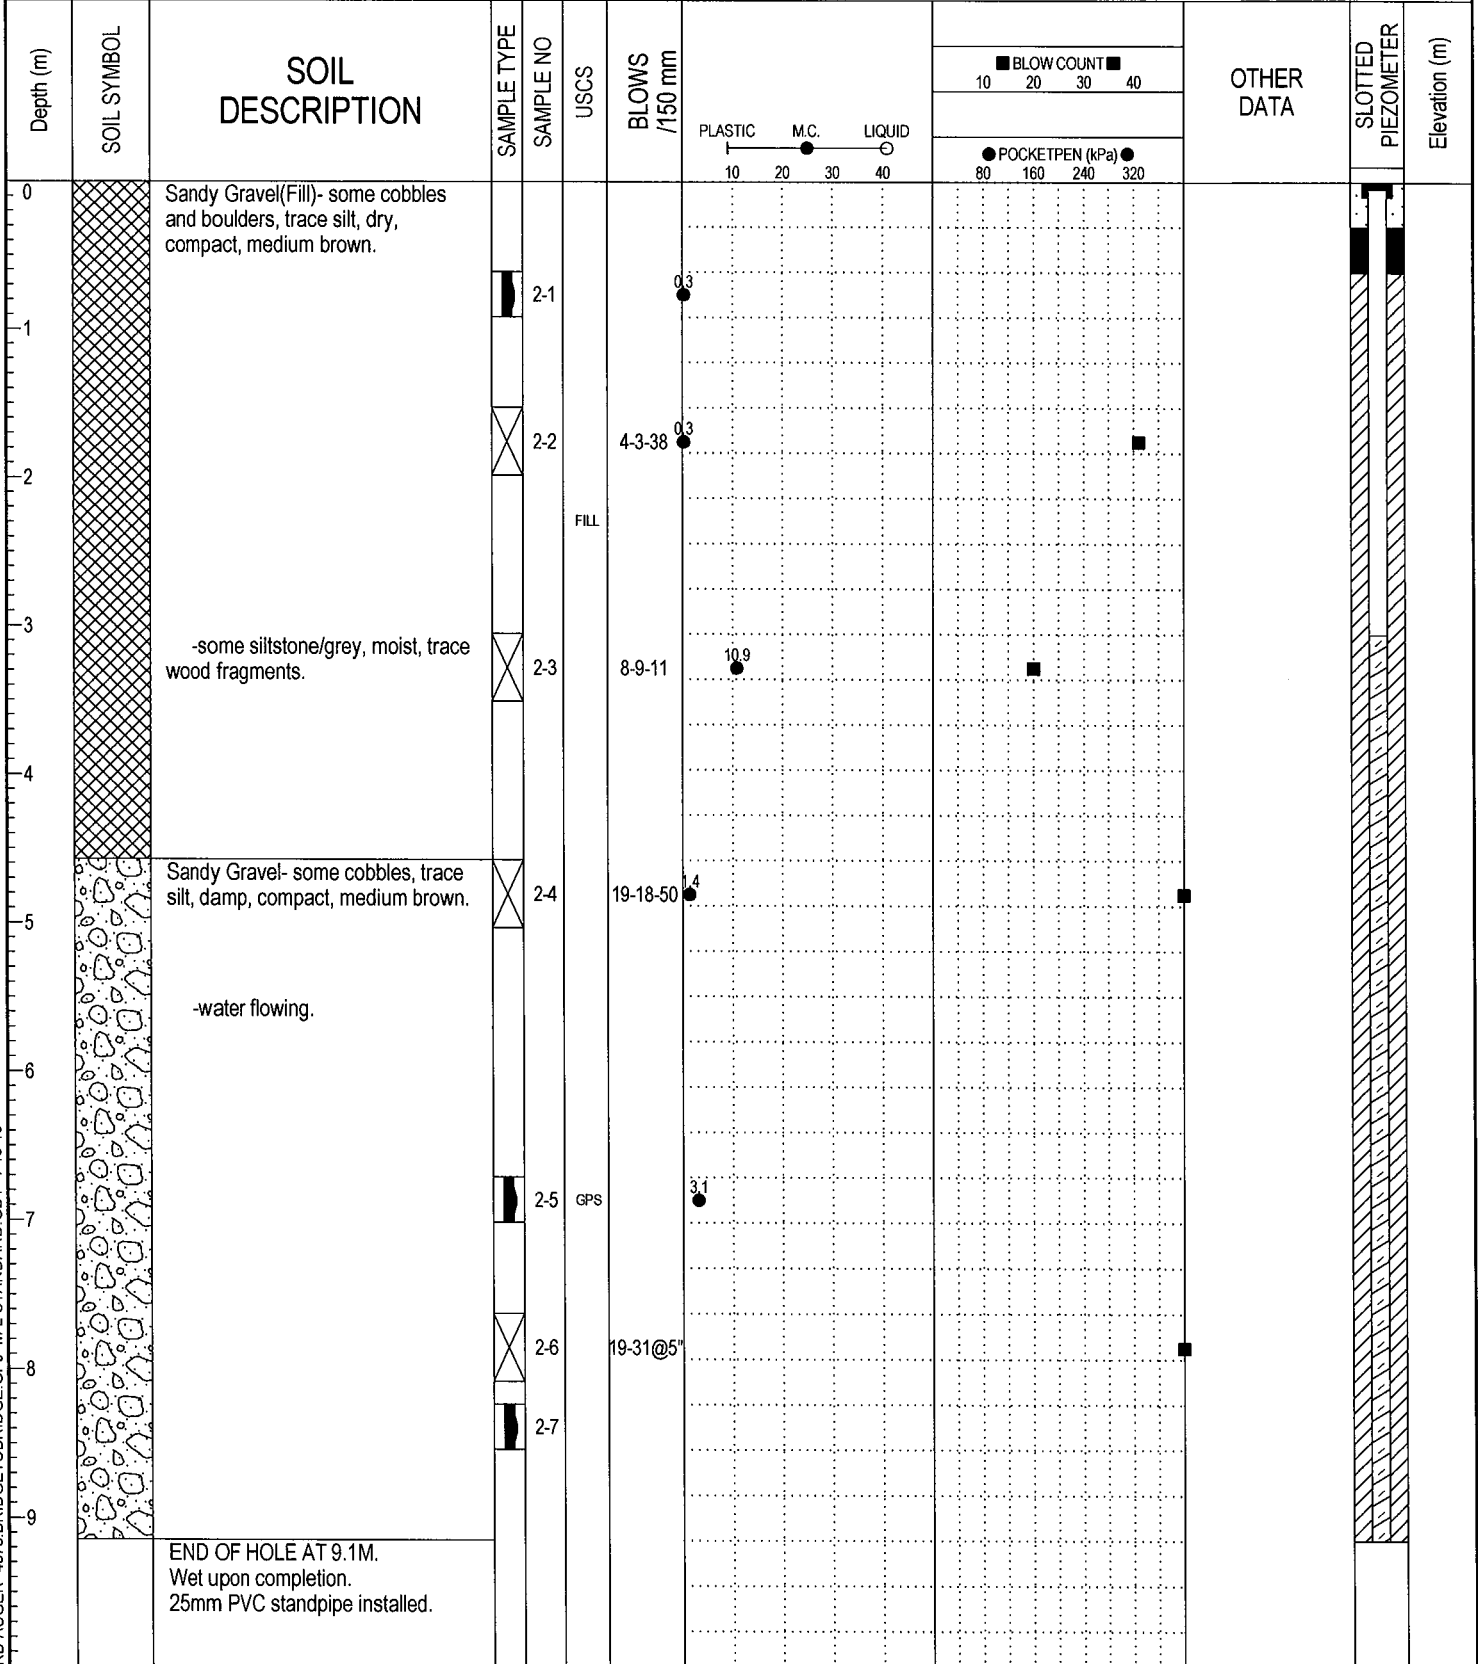 Depth (m)
SOIL SYMBOL
SOIL
DESCRIPTION
SAMPLE TYPE
SAMPLE NO
USCS
BLOWS
/150 mm
PLASTIC M.C. LIQUID
10 20 30 40
■ BLOW COUNT ■
10 20 30 40
● POCKETPEN (kPa) ●
80 160 240 320
OTHER
DATA
SLOTTED
PIEZOMETER
Elevation (m)
0
Sandy Gravel(Fill)- some cobbles
and boulders, trace silt, dry,
compact, medium brown.
2-1
0.3
1
2-2
4-3-38
0.3
2
FILL
3
-some siltstone/grey, moist, trace
wood fragments.
2-3
8-9-11
10.9
4
Sandy Gravel- some cobbles, trace
silt, damp, compact, medium brown.
2-4
19-18-50
1.4
5
-water flowing.
6
2-5
GPS
3.1
7
2-6
19-31@5"
8
2-7
9
END OF HOLE AT 9.1M.
Wet upon completion.
25mm PVC standpipe installed.